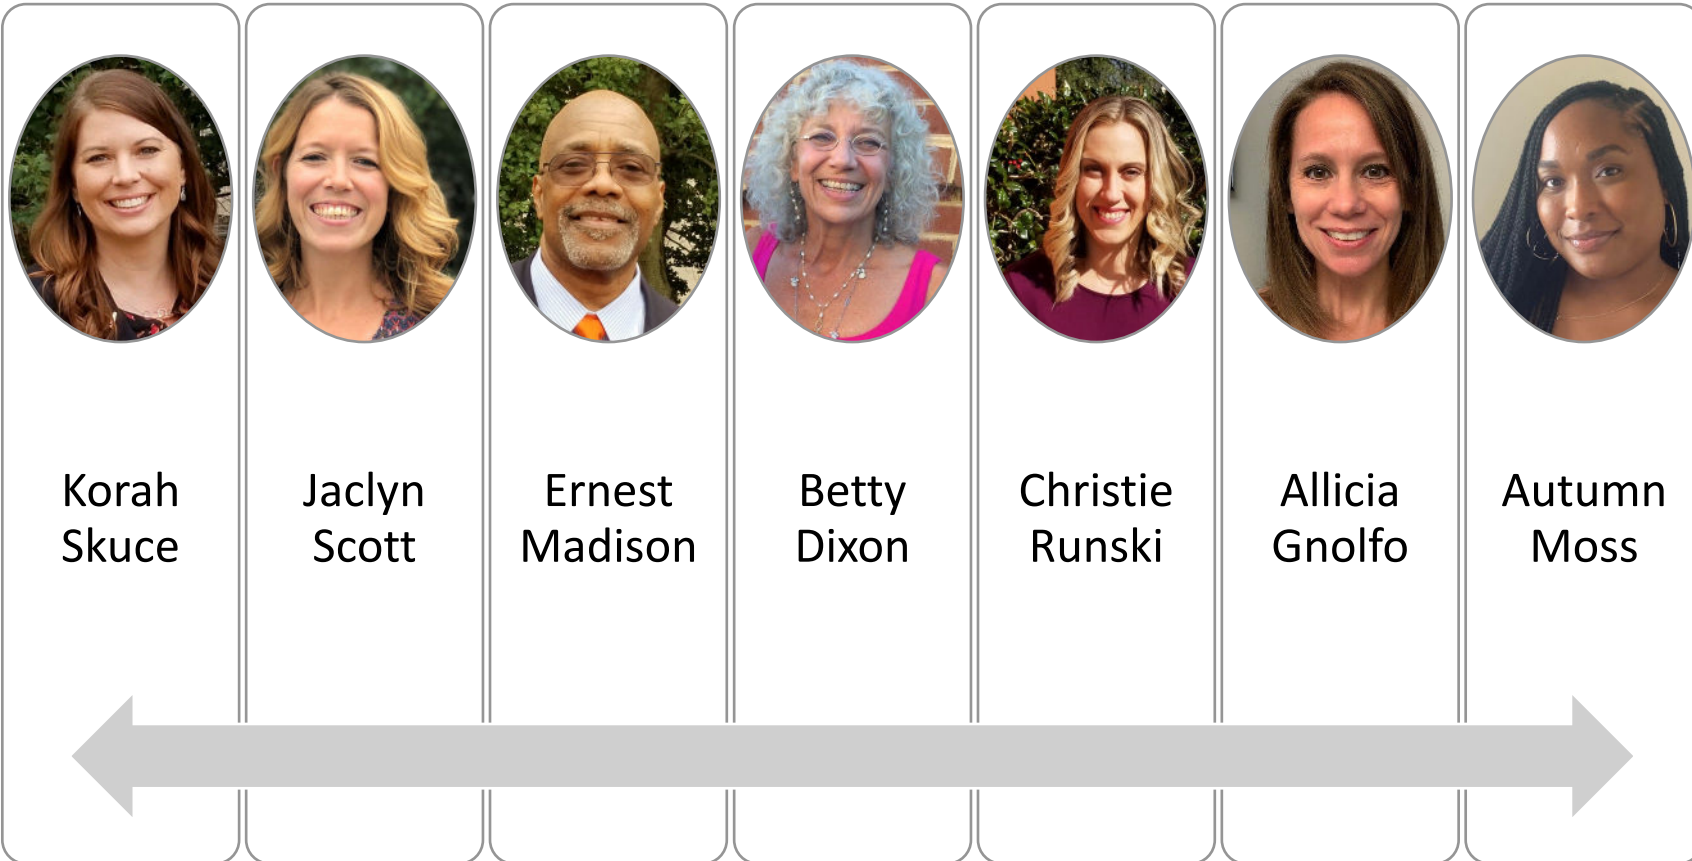 Korah
Skuce
Jaclyn
Scott
Ernest
Madison
Betty
Dixon
Christie
Runski
Allicia
Gnolfo
Autumn
Moss